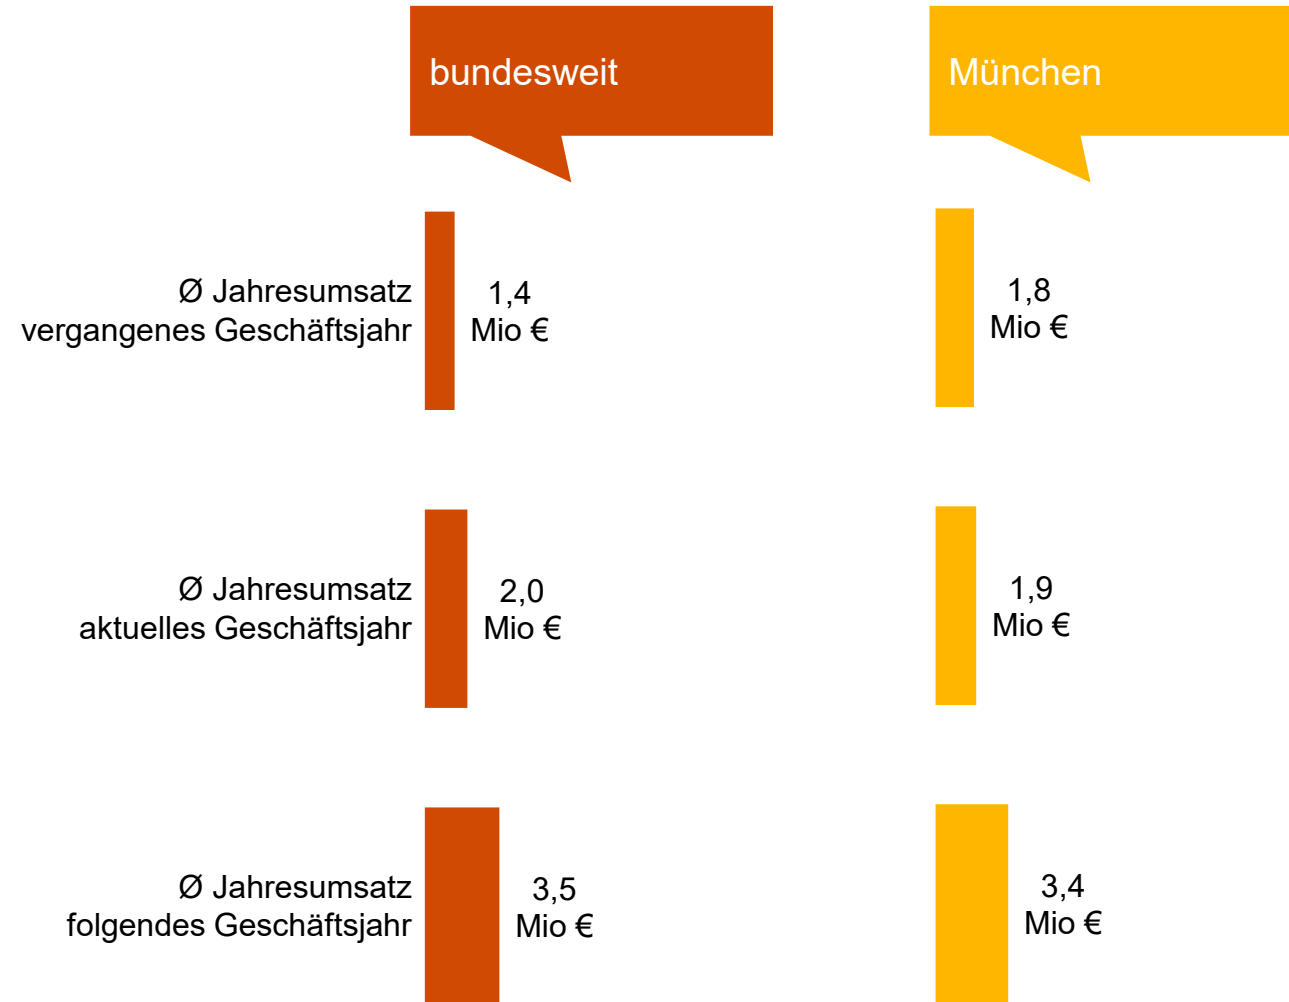 bundesweit
München
Ø Jahresumsatz
vergangenes Geschäftsjahr
1,4
Mio €
1,8
Mio €
Ø Jahresumsatz
aktuelles Geschäftsjahr
2,0
Mio €
1,9
Mio €
Ø Jahresumsatz
folgendes Geschäftsjahr
3,5
Mio €
3,4
Mio €